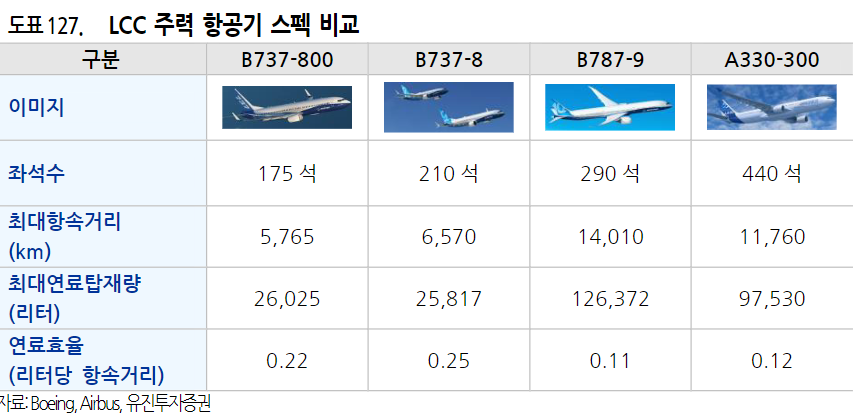 도표 127. LCC 주력 항공기 스펙 비교
구분 B737-800 B737-8 B787-9 A330-300
이미지
좌석수 175 석 210 석 290 석 440 석
최대항속거리
(km) 5,765 6,570 14,010 11,760
최대연료탑재량
(리터) 26,025 25,817 126,372 97,530
연료효율
(리터당 항속거리) 0.22 0.25 0.11 0.12
자료: Boeing, Airbus, 유진투자증권